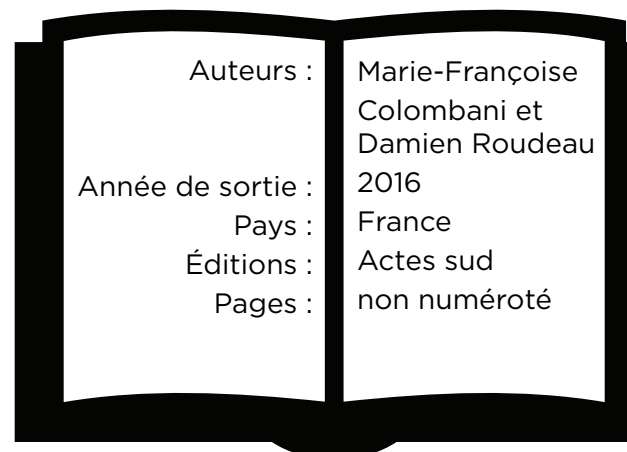 Auteurs : Marie-Françoise
Colombani et
Damien Roudeau
Année de sortie : 2016
Pays : France
Éditions : Actes sud
Pages : non numéroté